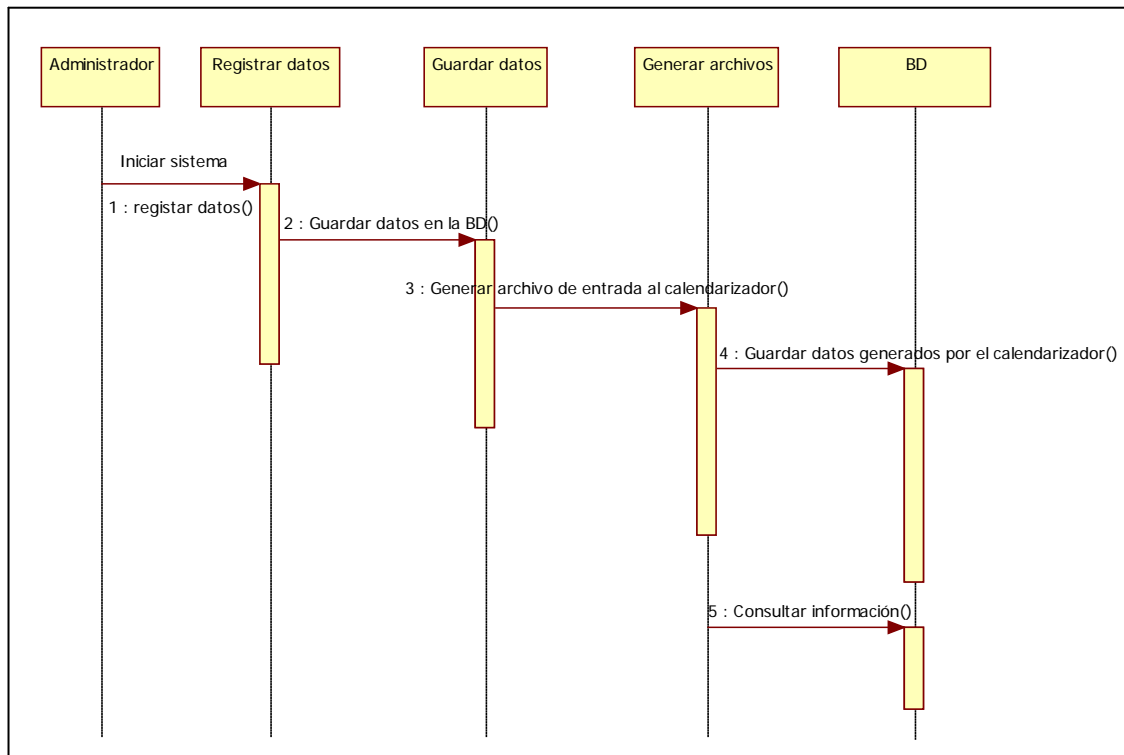 Administrador
Registrar datos
Guardar datos
Generar archivos
BD
Iniciar sistema
1 : registar datos()
2 : Guardar datos en la BD()
3 : Generar archivo de entrada al calendarizador()
4 : Guardar datos generados por el calendarizador()
5 : Consultar información()